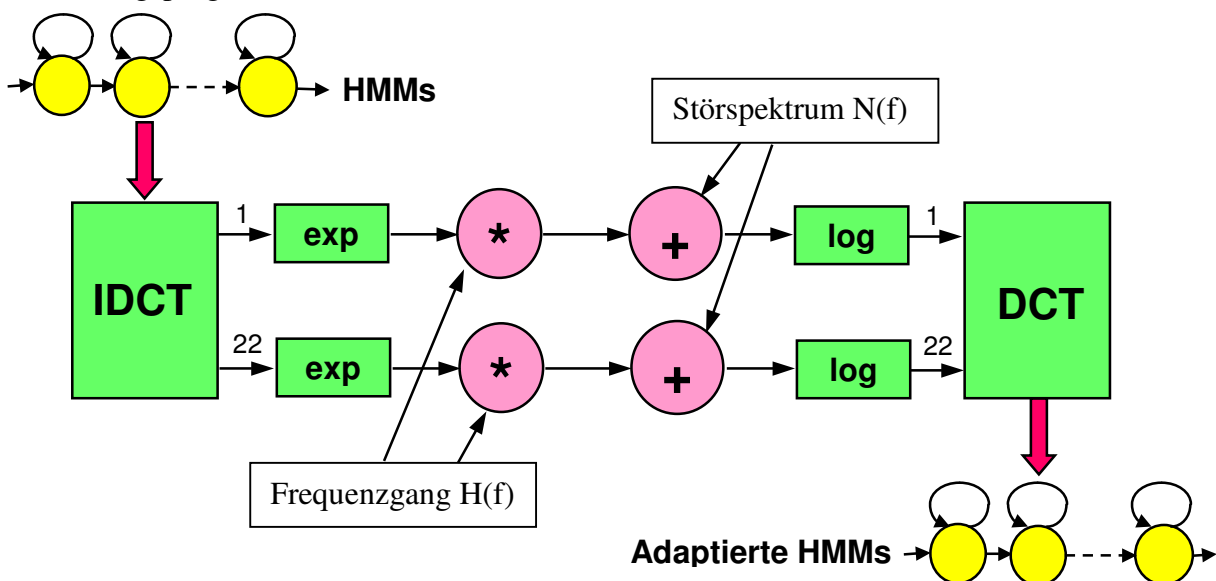 HMMs
Störspektrum N(f)
1 exp * + log 1
IDCT DCT
22 exp * + log 22
Frequenzgang H(f)
Adaptierte HMMs